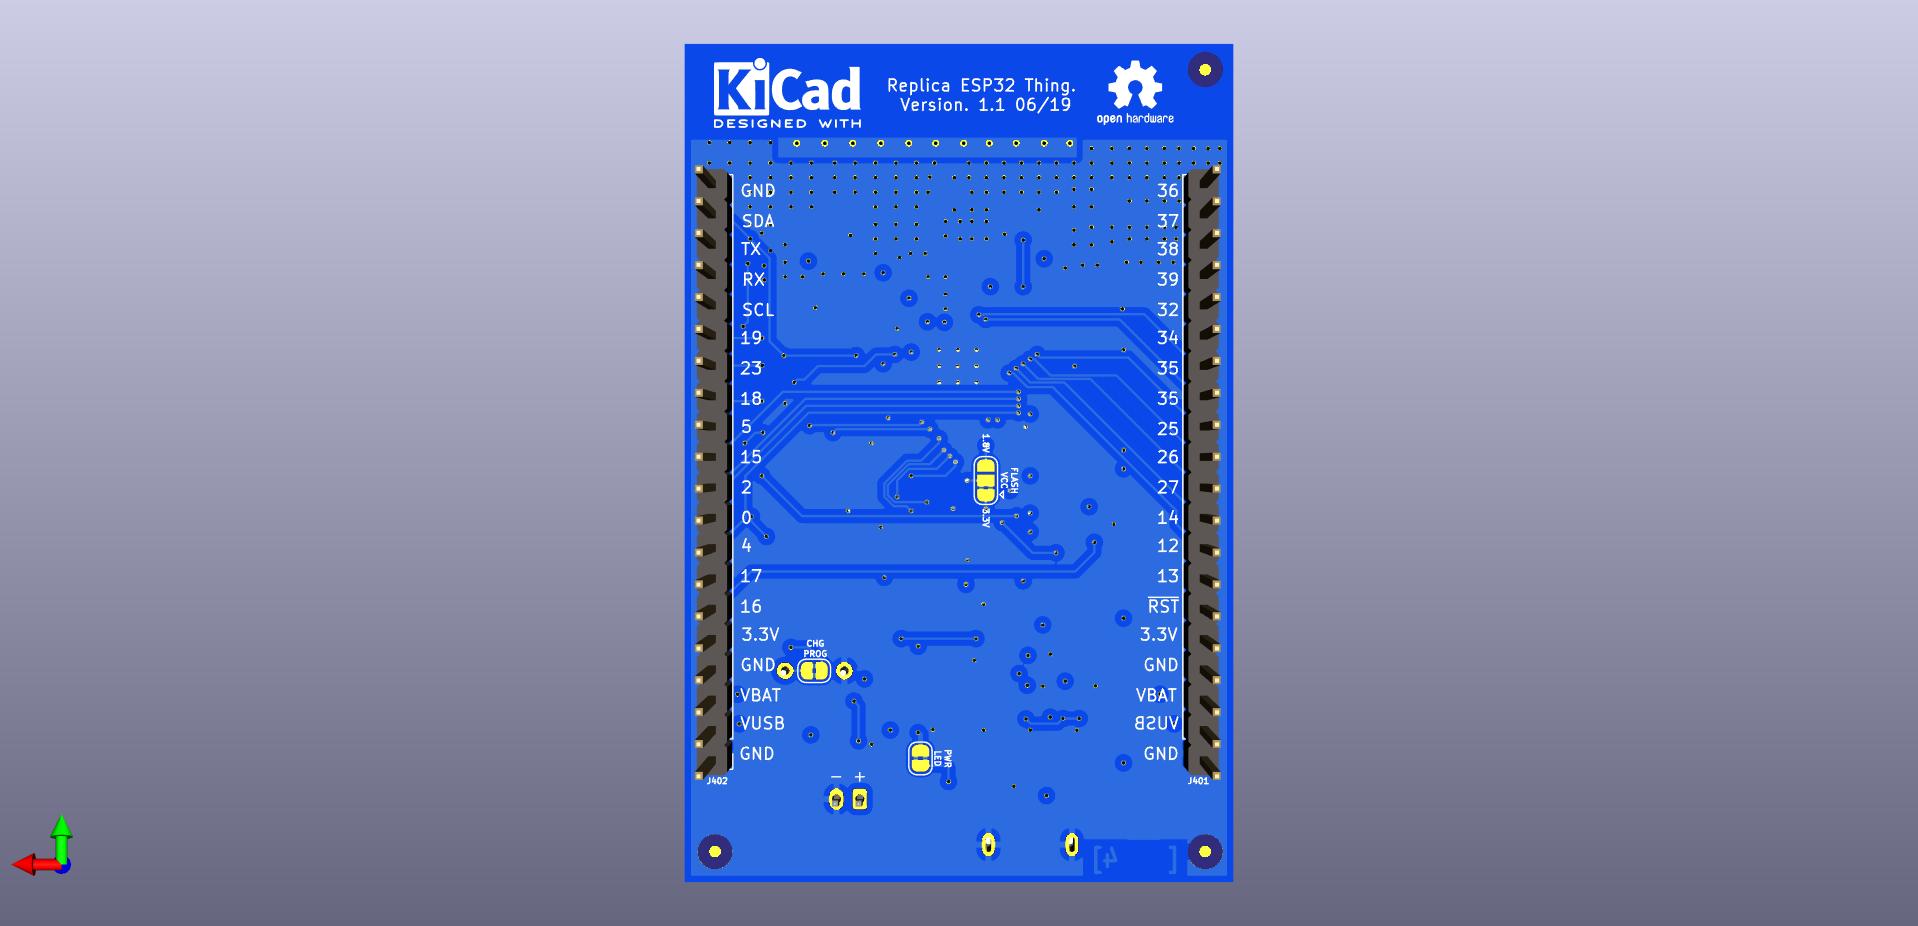 KiCad
DESIGNED WITH
Replica ESP32 Thing.
Version. 1.1 06/19
open hardware
GND
SDA
TX
RX
SCL
19
23
18
5
15
2
0
4
17
16
3.3V
GND
VBAT
VUSB
GND
J402
36
37
38
39
32
34
35
35
25
26
27
14
12
13
RST
3.3V
GND
VBAT
VUSB
GND
J401
1.8V
FLASH
VCC
3.3V
CHG
PROG
PWR
LED
- +
[4 ]